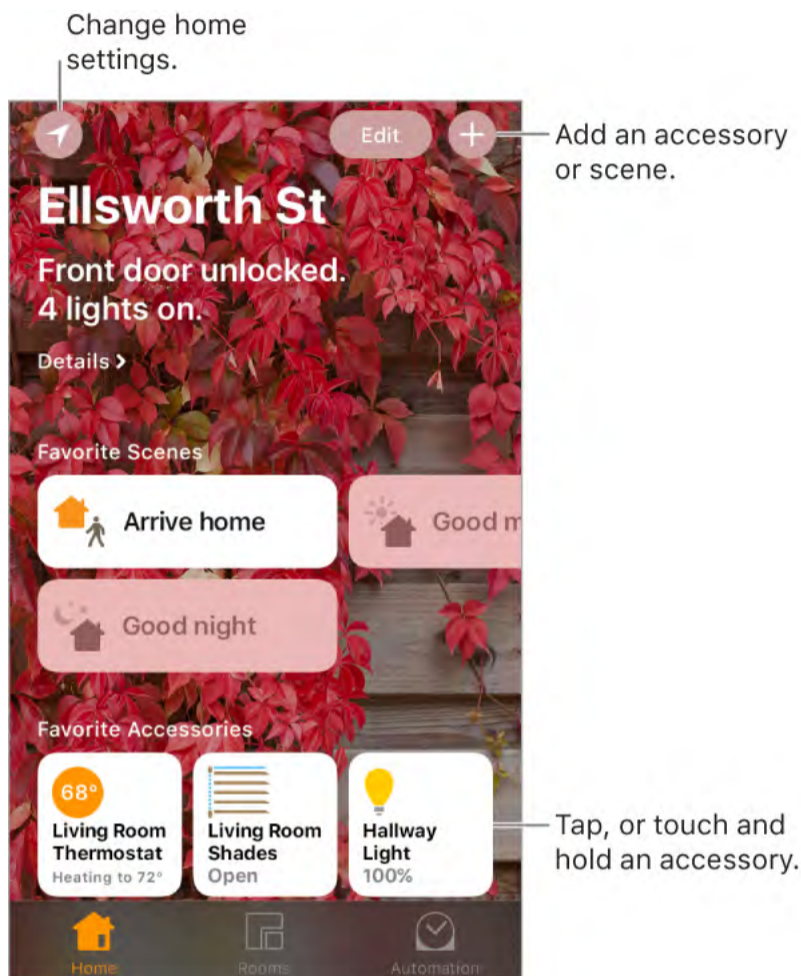 Change home
settings.
Edit
Add an accessory
or scene.
Ellsworth St
Front door unlocked.
4 lights on.
Details >
Favorite Scenes
Arrive home
Good m
Good night
Favorite Accessories
68°
Living Room
Thermostat
Heating to 72°
Living Room
Shades
Open
Hallway
Light
100%
Tap, or touch and
hold an accessory.
Home
Rooms
Automation